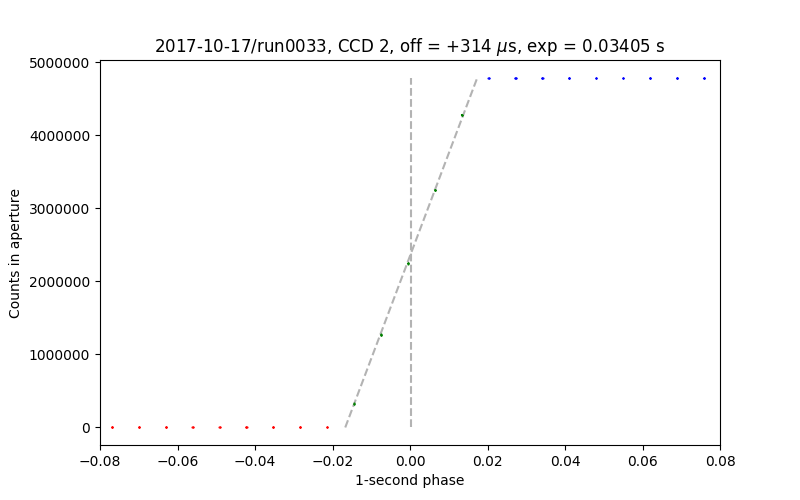 2017-10-17/run0033, CCD 2, off = +314 μs, exp = 0.03405 s
5000000
4000000
3000000
2000000
1000000
0
Counts in aperture
−0.08 −0.06 −0.04 −0.02 0.00 0.02 0.04 0.06 0.08
1-second phase